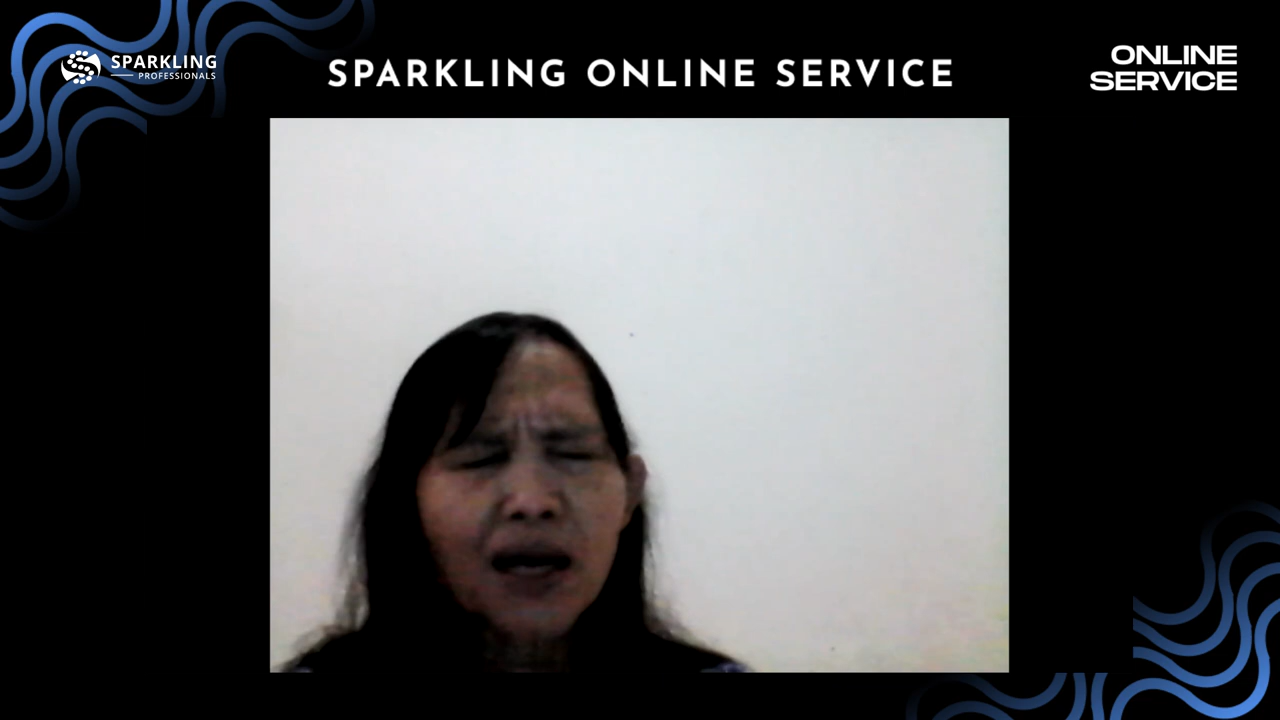 SPARKLING
PROFESSIONALS
SPARKLING ONLINE SERVICE
ONLINE
SERVICE